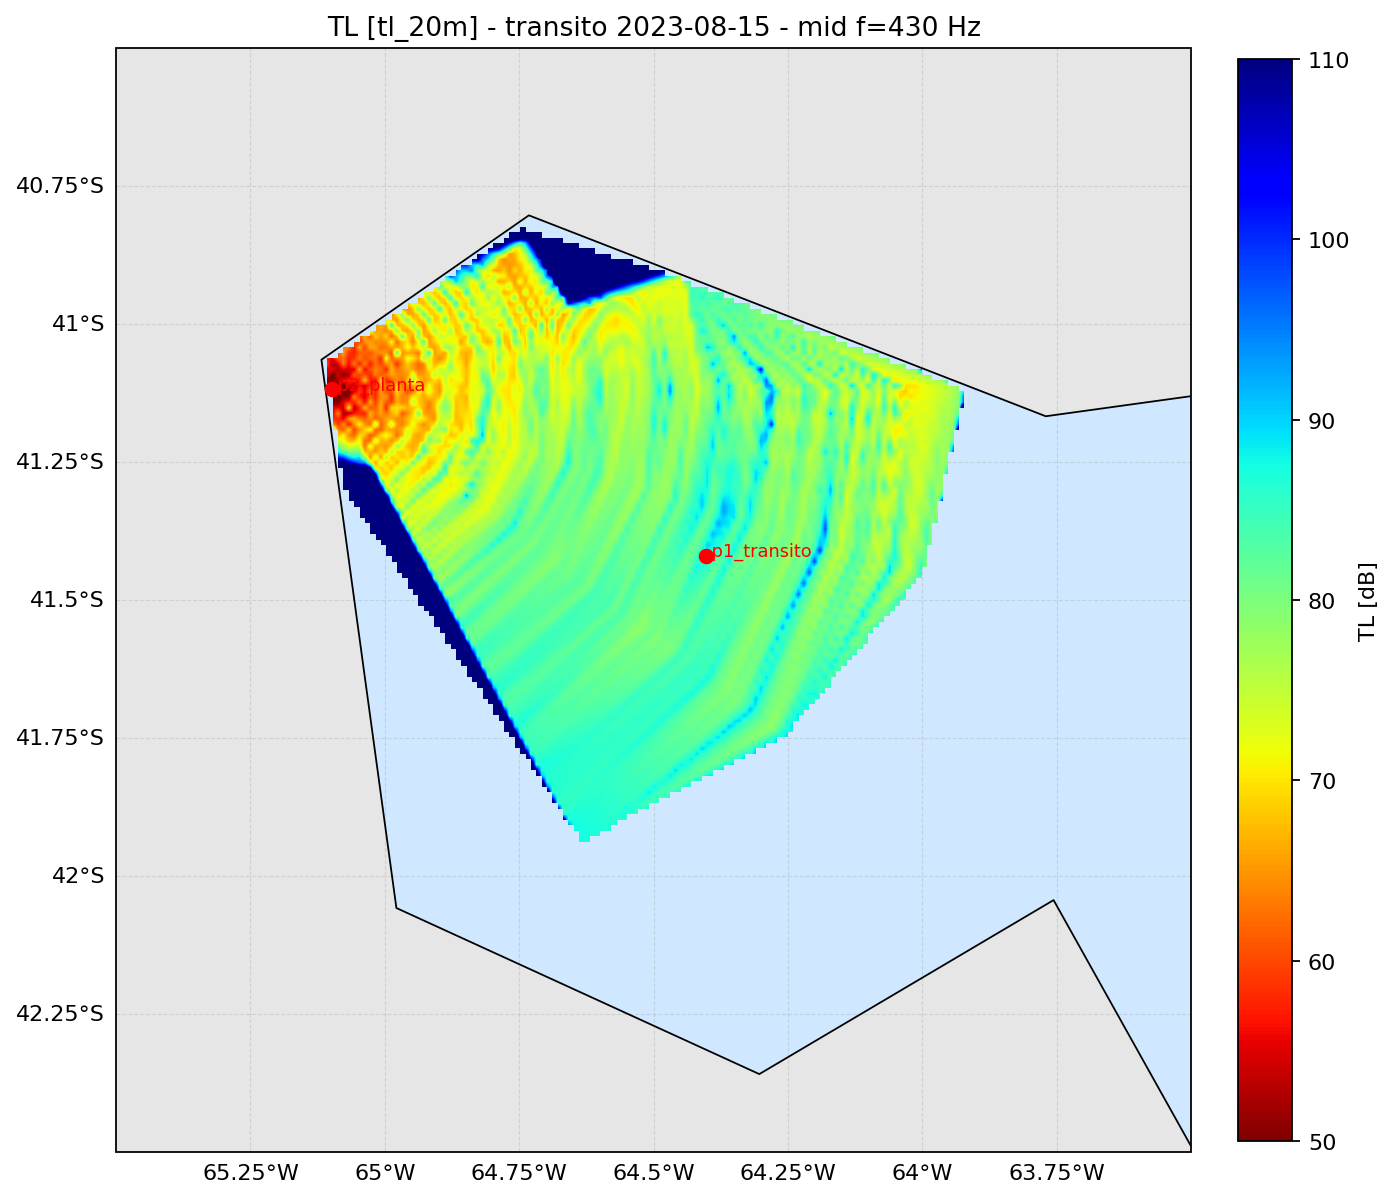 TL [tl_20m] - transito 2023-08-15 - mid f=430 Hz
110
40.75°S
100
planta
41°S
90
41.25°S
p1_transito
41.5°S
80
TL [dB]
41.75°S
70
42°S
60
42.25°S
50
65.25°W 65°W 64.75°W 64.5°W 64.25°W 64°W 63.75°W